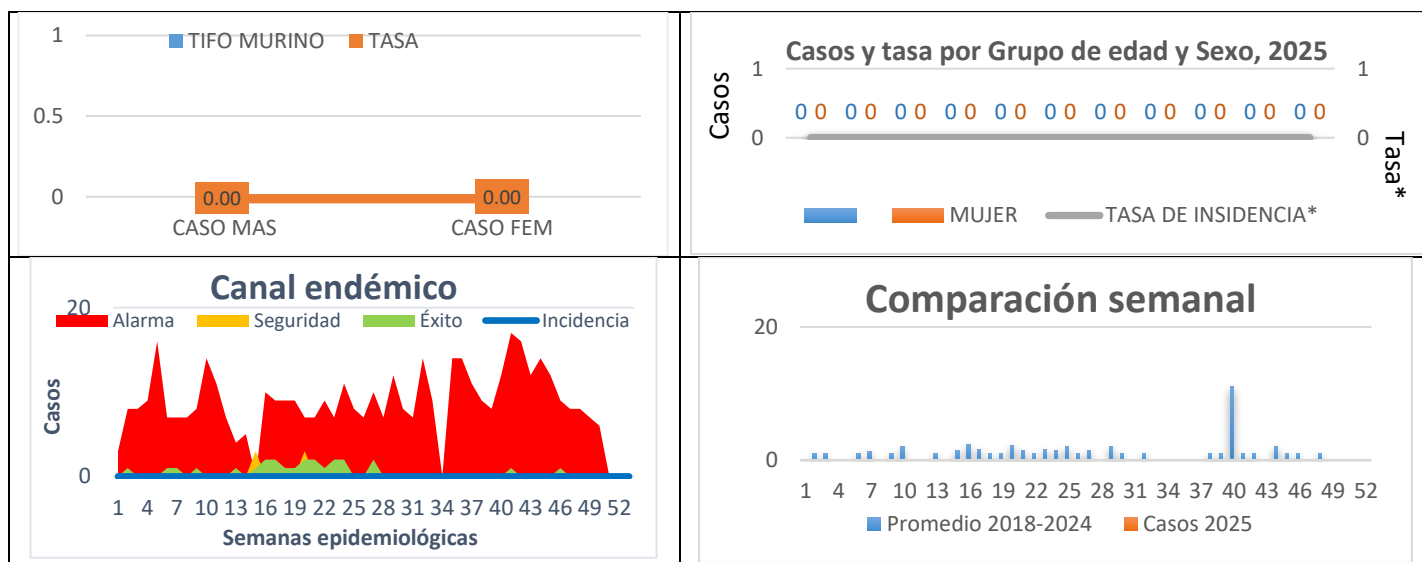 1
TIFO MURINO TASA
0.5
0
0.00 0.00
CASO MAS CASO FEM
Casos y tasa por Grupo de edad y Sexo, 2025
1 1
0 0 0 0 0 0 0 0 0 0 0 0 0 0 0 0 0 0 0 0 0 0
0 0
Casos
Tasa*
MUJER TASA DE INSIDENCIA*
Canal endémico
20
Alarma Seguridad Éxito Incidencia
Casos
0
1 4 7 10 13 16 19 22 25 28 31 34 37 40 43 46 49 52
Semanas epidemiológicas
Comparación semanal
20
0
1 4 7 10 13 16 19 22 25 28 31 34 37 40 43 46 49 52
Promedio 2018-2024 Casos 2025